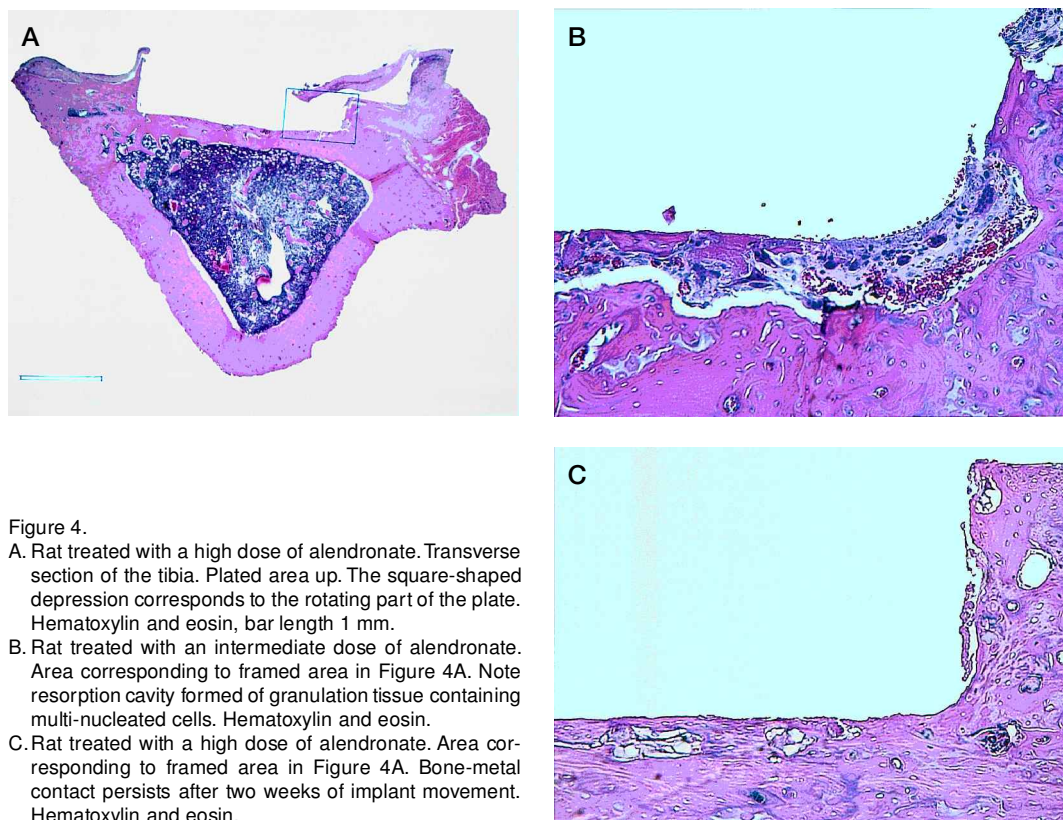 A
B
C
Figure 4.
A. Rat treated with a high dose of alendronate. Transverse
section of the tibia. Plated area up. The square-shaped
depression corresponds to the rotating part of the plate.
Hematoxylin and eosin, bar length 1 mm.
B. Rat treated with an intermediate dose of alendronate.
Area corresponding to framed area in Figure 4A. Note
resorption cavity formed of granulation tissue containing
multi-nucleated cells. Hematoxylin and eosin.
C. Rat treated with a high dose of alendronate. Area cor-
responding to framed area in Figure 4A. Bone-metal
contact persists after two weeks of implant movement.
Hematoxylin and eosin.